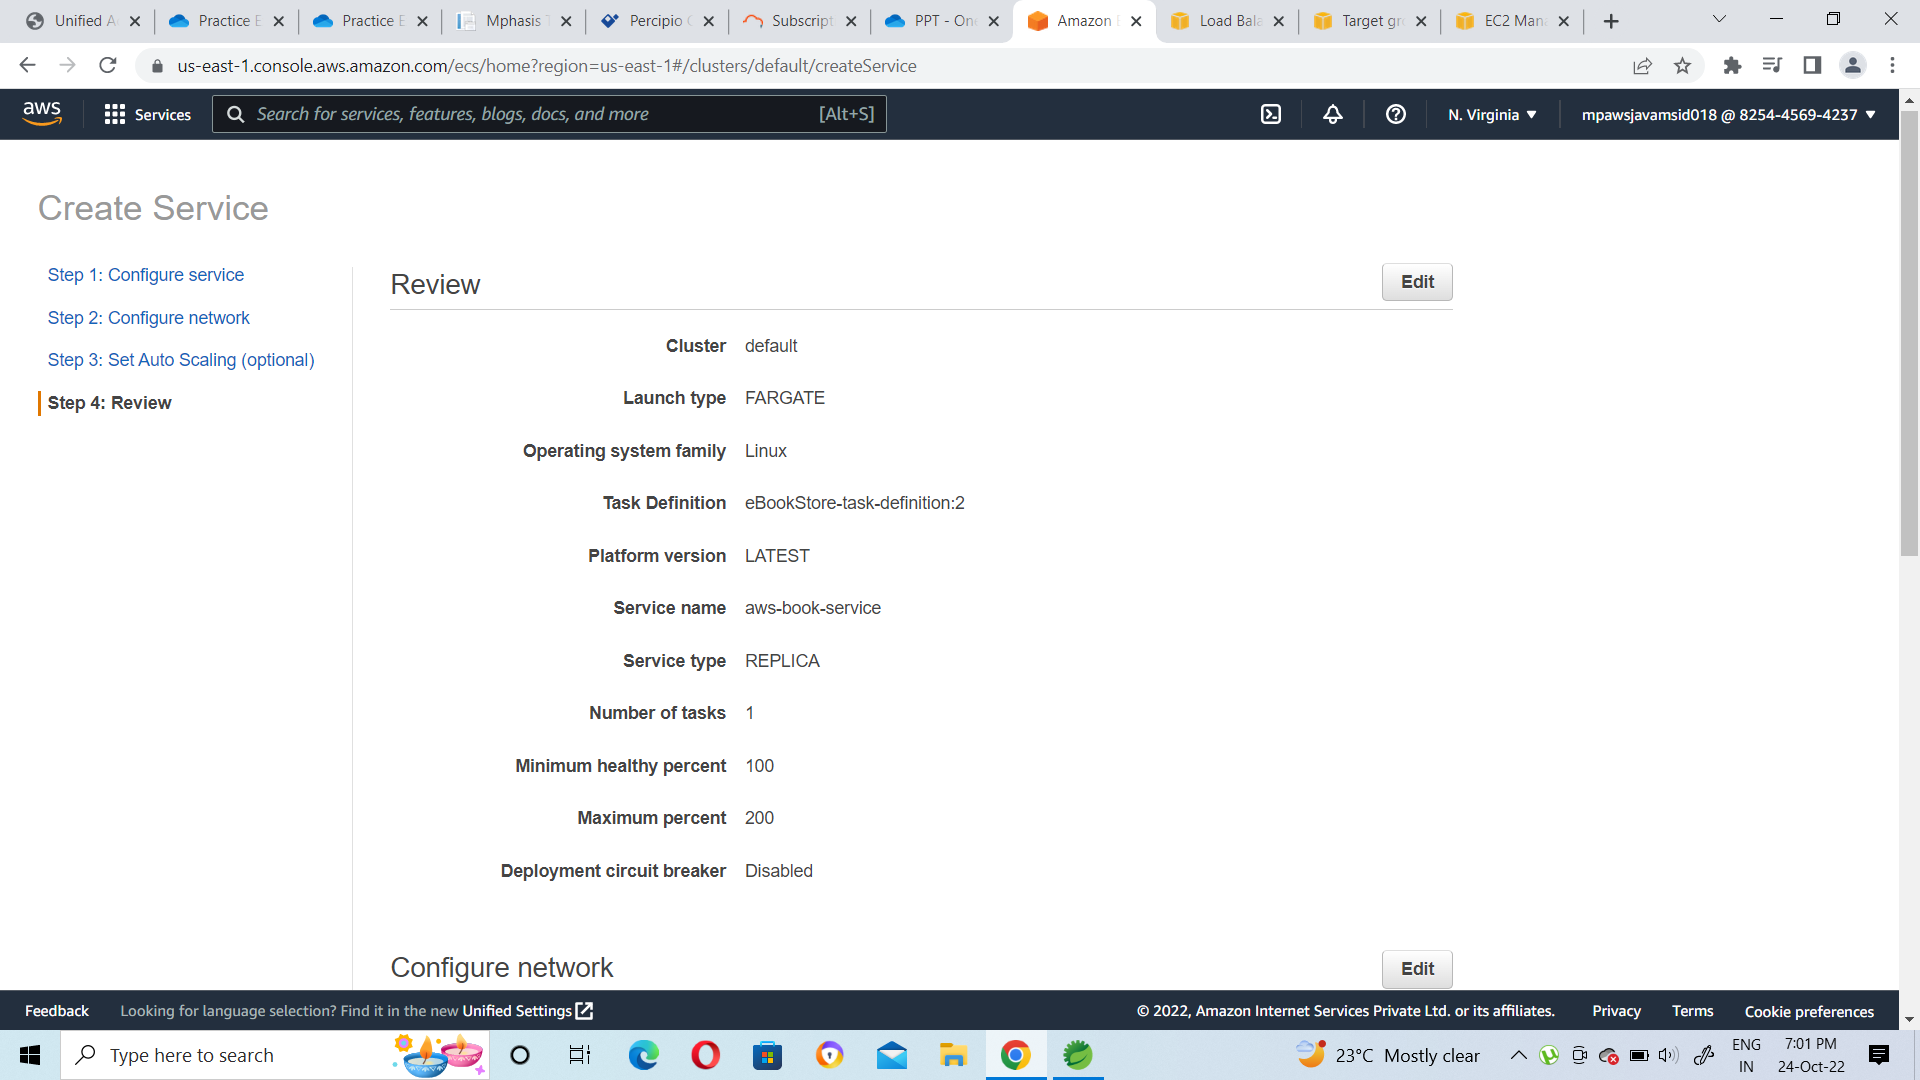 Unified A
Practice E
Practice E
Mphasis T
Percipio
Subscript
PPT - One
Amazon
Load Bala
Target gr
EC2 Man
us-east-1.console.aws.amazon.com/ecs/home?region=us-east-1#/clusters/default/createService
aws
Services
Search for services, features, blogs, docs, and more
[Alt+S]
N. Virginia
mpawsjavamsid018 @ 8254-4569-4237
Create Service
Step 1: Configure service
Step 2: Configure network
Step 3: Set Auto Scaling (optional)
Step 4: Review
Review
Edit
Cluster default
Launch type FARGATE
Operating system family Linux
Task Definition eBookStore-task-definition:2
Platform version LATEST
Service name aws-book-service
Service type REPLICA
Number of tasks 1
Minimum healthy percent 100
Maximum percent 200
Deployment circuit breaker Disabled
Configure network
Edit
Feedback
Looking for language selection? Find it in the new Unified Settings
© 2022, Amazon Internet Services Private Ltd. or its affiliates.
Privacy
Terms
Cookie preferences
Type here to search
23°C Mostly clear
ENG
IN
7:01 PM
24-Oct-22